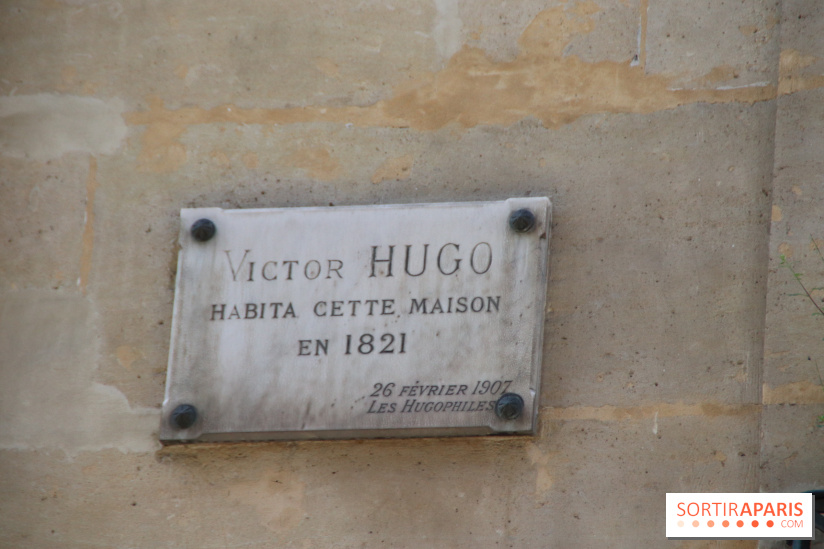 VICTOR HUGO
HABITA CETTE MAISON
EN 1821
26 FÉVRIER 1907
LES HUGOPHILES
SORTIRAPARIS
.COM